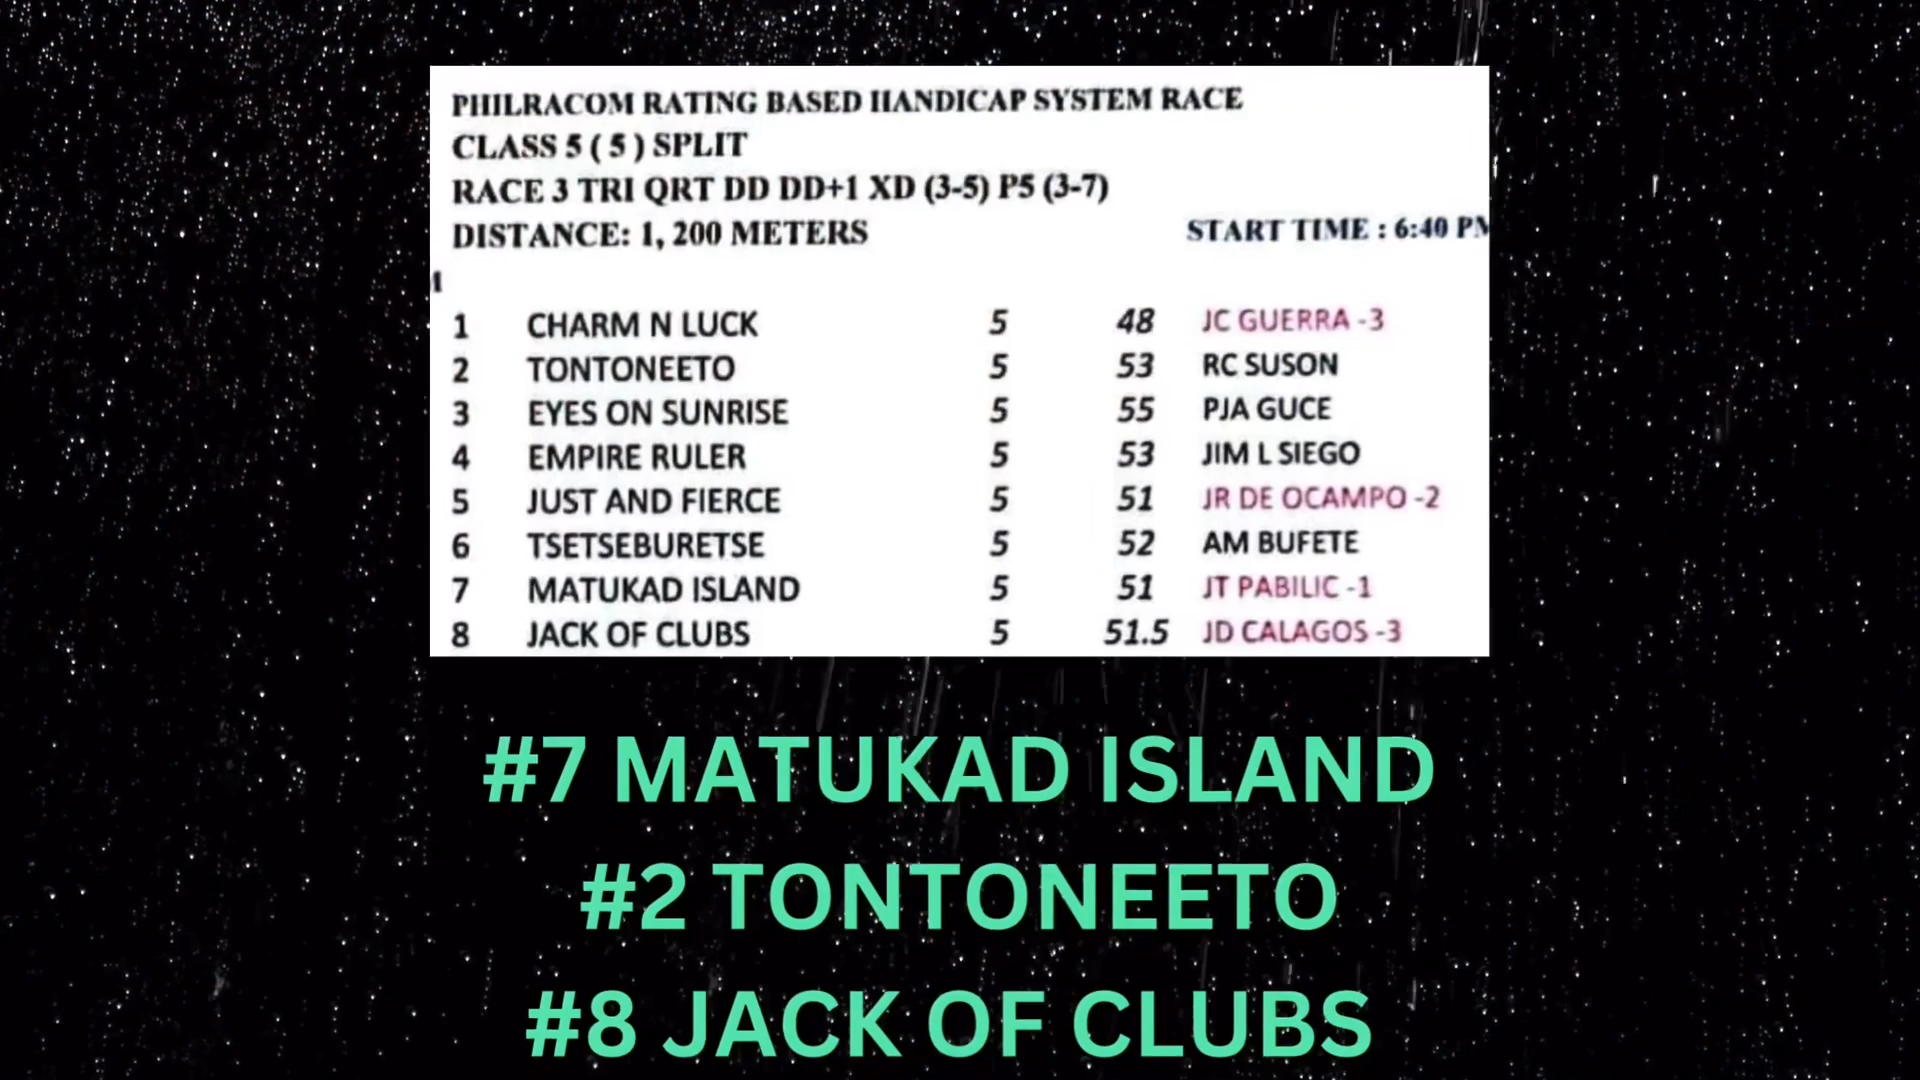 PHILRACOM RATING BASED HANDICAP SYSTEM RACE
CLASS 5 ( 5 ) SPLIT
RACE 3 TRI QRT DD DD+1 XD (3-5) P5 (3-7)
DISTANCE: 1, 200 METERS START TIME : 6:40 PM
1 CHARM N LUCK 5 48 JC GUERRA -3
2 TONTONEETO 5 53 RC SUSON
3 EYES ON SUNRISE 5 55 PJA GUCE
4 EMPIRE RULER 5 53 JIM L SIEGO
5 JUST AND FIERCE 5 51 JR DE OCAMPO -2
6 TSETSEBURETSE 5 52 AM BUFETE
7 MATUKAD ISLAND 5 51 JT PABILIC -1
8 JACK OF CLUBS 5 51.5 JD CALAGOS -3
#7 MATUKAD ISLAND
#2 TONTONEETO
#8 JACK OF CLUBS